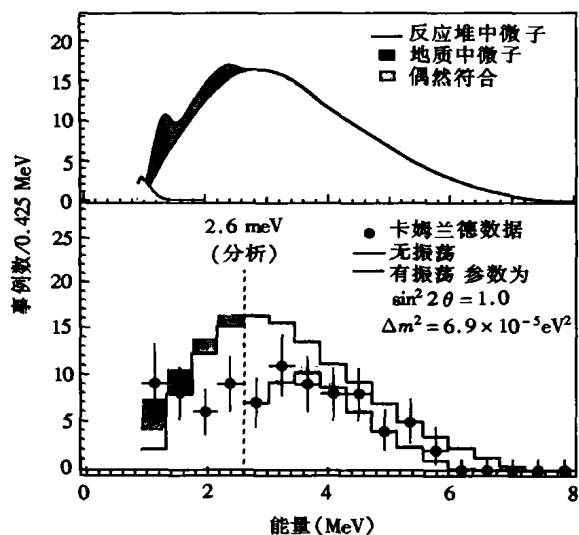 20
15
10
5
0
反应堆中微子
地质中微子
偶然符合
事例数/0.425 MeV
2.6 meV
(分析)
卡姆兰德数据
无振荡
有振荡 参数为
sin² 2θ = 1.0
Δm² = 6.9 × 10⁻⁵eV²
25
20
15
10
5
0
0 2 4 6 8
能量(MeV)